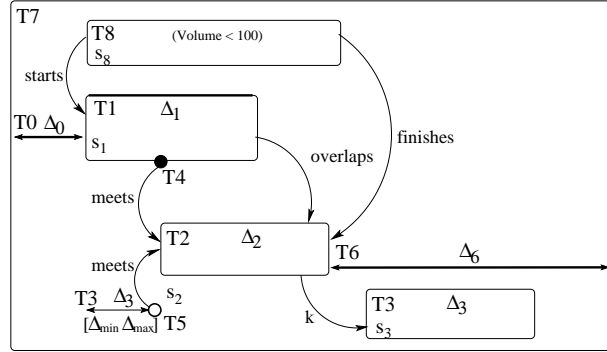 T7
T8 (Volume < 100)
s8
starts
T1 Δ1
T0 Δ0
s1
finishes
overlaps
T4
meets
T2 Δ2
T6 Δ6
meets
s2
T3 Δ3
T5
[Δmin Δmax]
k
T3 Δ3
s3